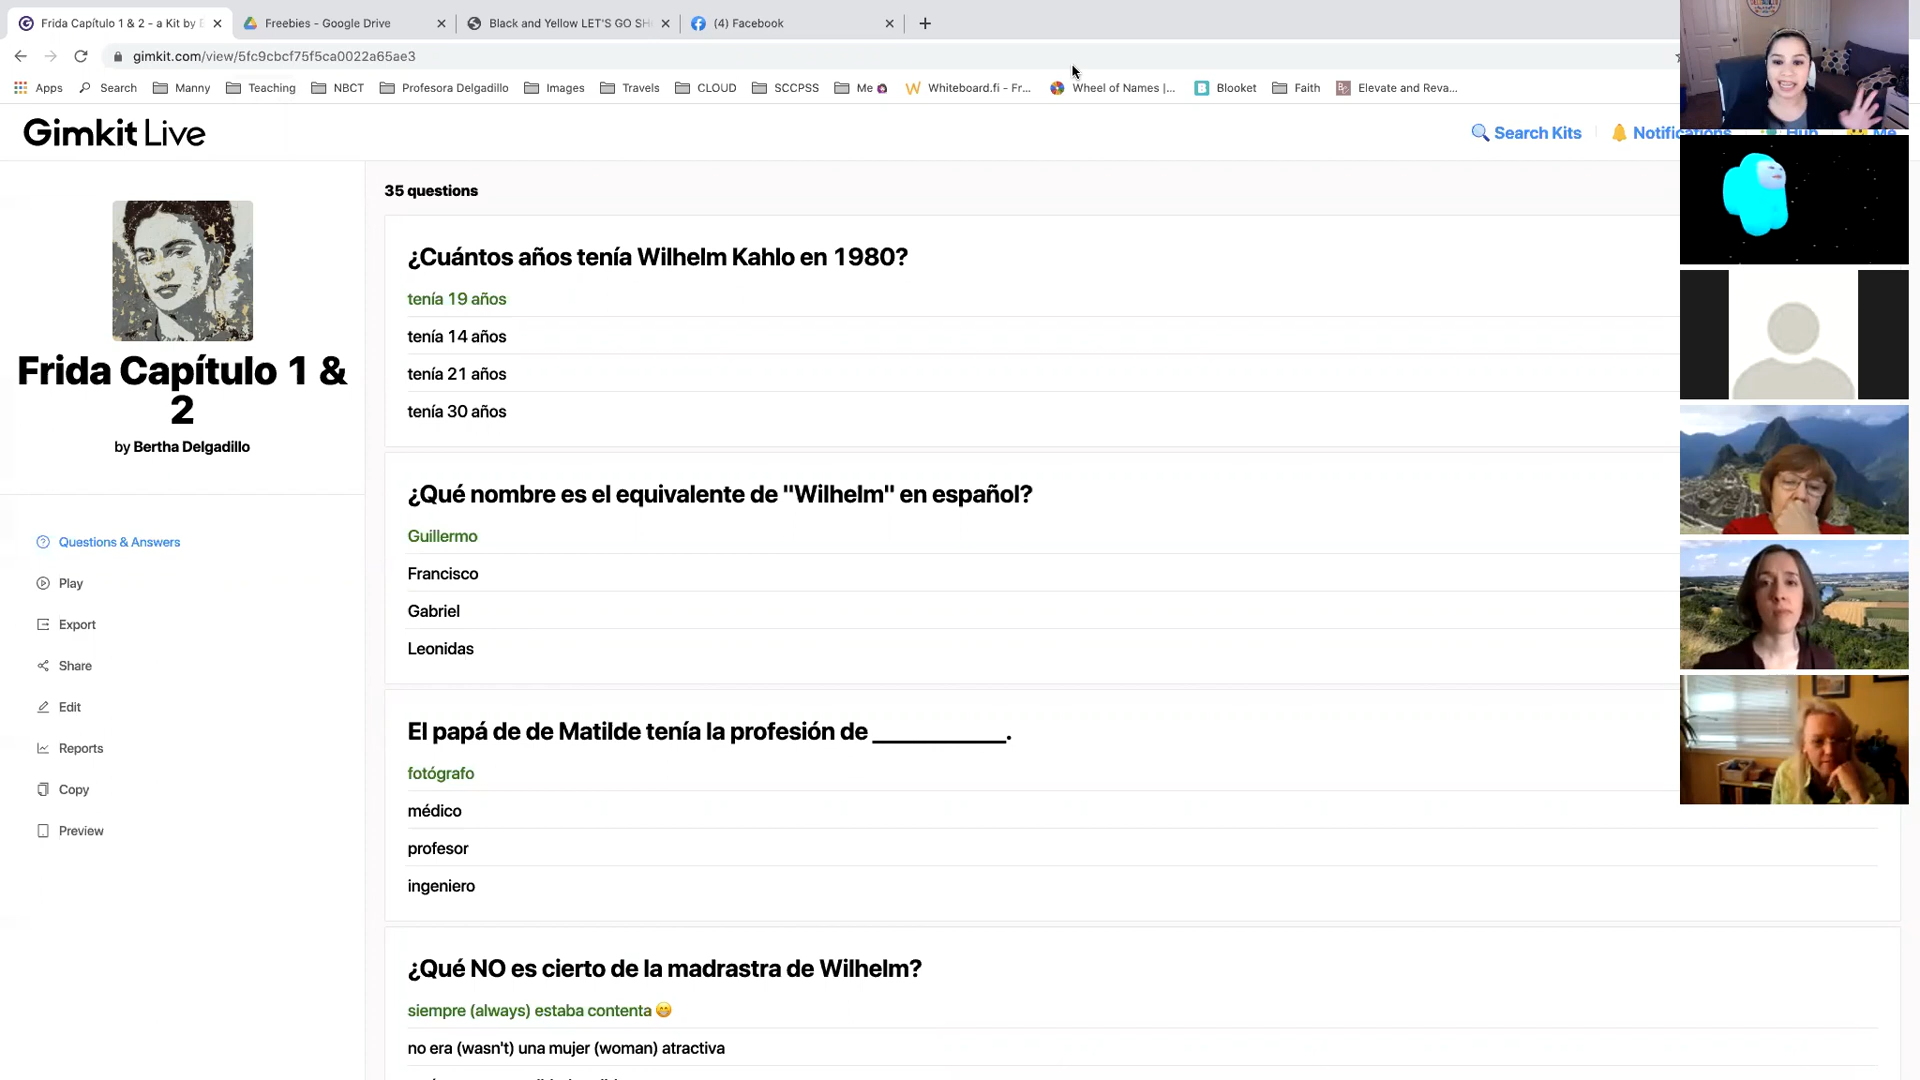 Frida Capítulo 1 & 2 - a Kit by
Freebies - Google Drive
Black and Yellow LET'S GO
(4) Facebook
gimkit.com/view/5fc9cbcf75f5ca0022a65ae3
Apps
Search
Manny
Teaching
NBCT
Profesora Delgadillo
Images
Travels
CLOUD
SCCPSS
Me
Whiteboard.fi - Fr...
Wheel of Names |...
Blooket
Faith
Elevate and Reva...
Gimkit Live
Search Kits
Notifications
Hub
Me
Frida Capítulo 1 &
2
by Bertha Delgadillo
Questions & Answers
Play
Export
Share
Edit
Reports
Copy
Preview
35 questions
¿Cuántos años tenía Wilhelm Kahlo en 1980?
tenía 19 años
tenía 14 años
tenía 21 años
tenía 30 años
¿Qué nombre es el equivalente de "Wilhelm" en español?
Guillermo
Francisco
Gabriel
Leonidas
El papá de de Matilde tenía la profesión de ____________.
fotógrafo
médico
profesor
ingeniero
¿Qué NO es cierto de la madrastra de Wilhelm?
siempre (always) estaba contenta 😁
no era (wasn't) una mujer (woman) atractiva